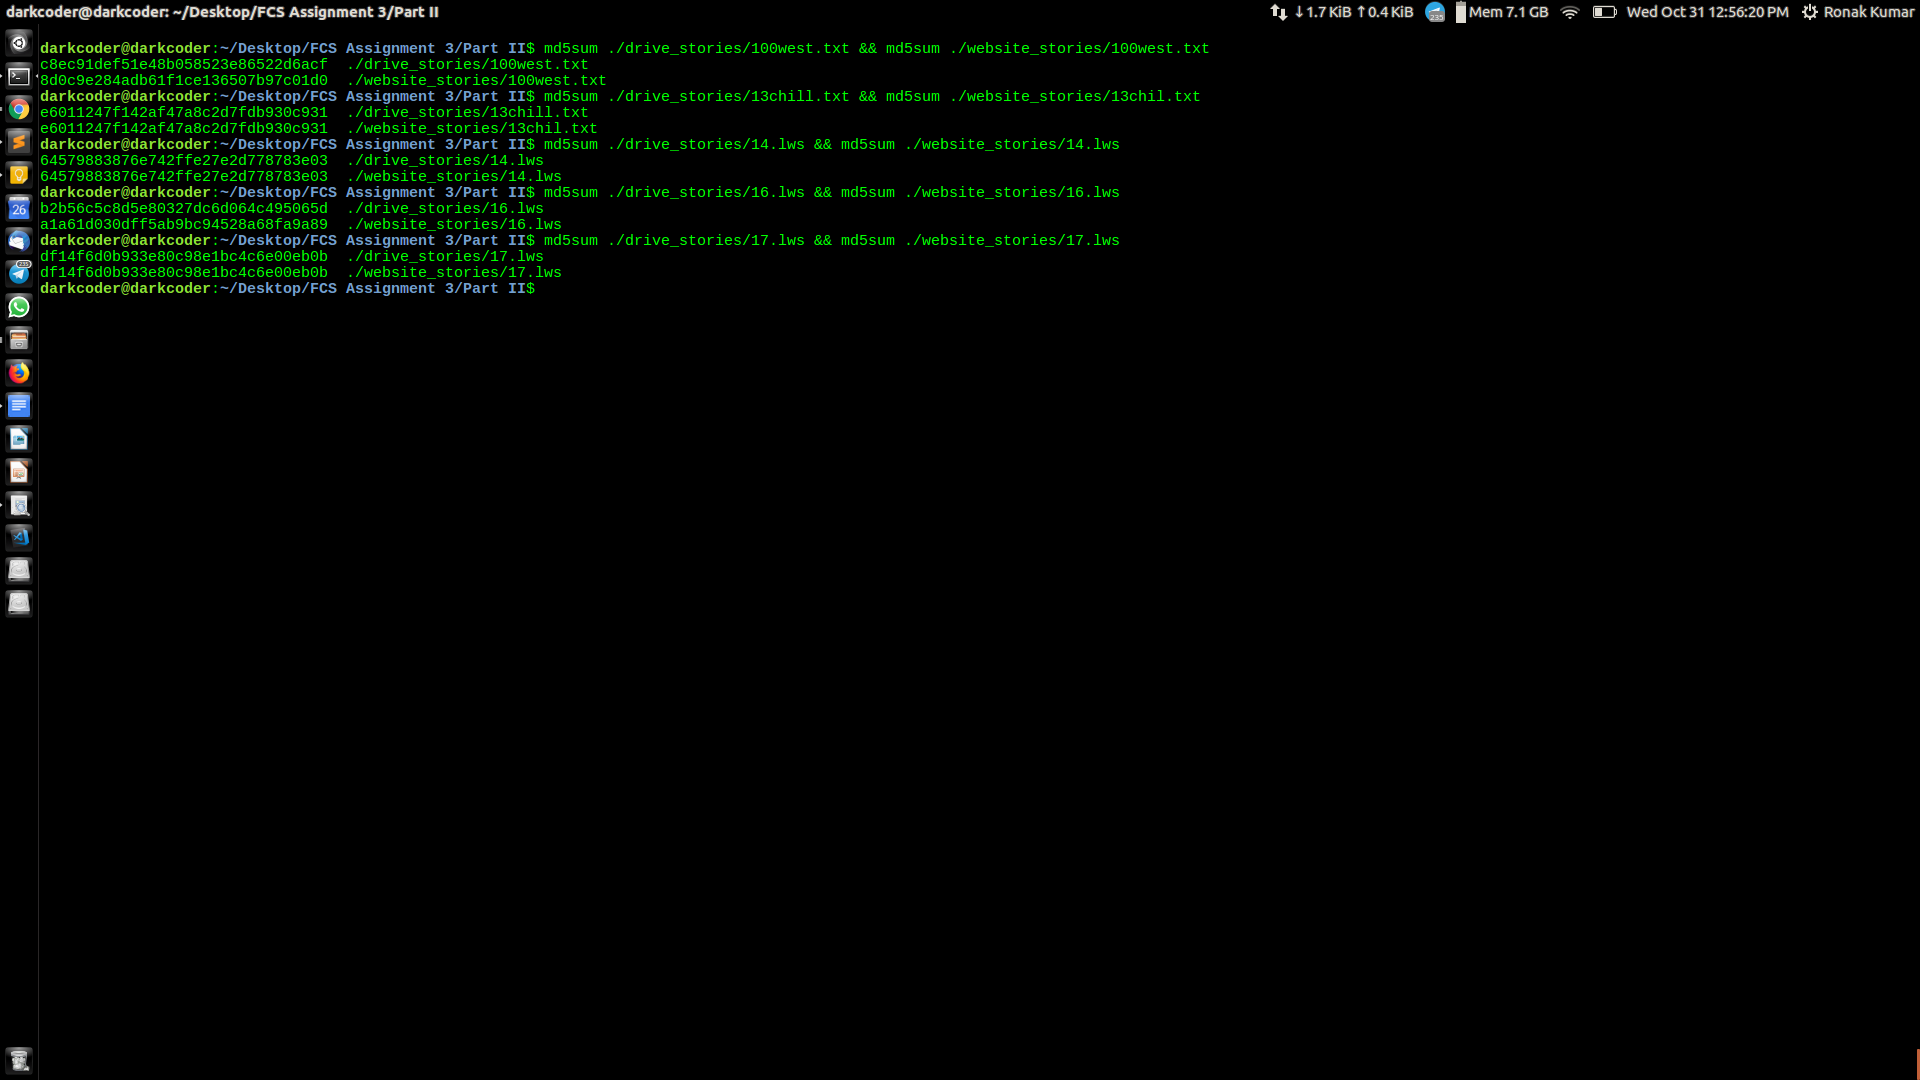 darkcoder@darkcoder: ~/Desktop/FCS Assignment 3/Part II
↓1.7 KiB ↑0.4 KiB 235 Mem 7.1 GB Wed Oct 31 12:56:20 PM Ronak Kumar
darkcoder@darkcoder:~/Desktop/FCS Assignment 3/Part II$ md5sum ./drive_stories/100west.txt && md5sum ./website_stories/100west.txt
c8ec91def51e48b058523e86522d6acf  ./drive_stories/100west.txt
8d0c9e284adb61f1ce136507b97c01d0  ./website_stories/100west.txt
darkcoder@darkcoder:~/Desktop/FCS Assignment 3/Part II$ md5sum ./drive_stories/13chill.txt && md5sum ./website_stories/13chil.txt
e6011247f142af47a8c2d7fdb930c931  ./drive_stories/13chill.txt
e6011247f142af47a8c2d7fdb930c931  ./website_stories/13chil.txt
darkcoder@darkcoder:~/Desktop/FCS Assignment 3/Part II$ md5sum ./drive_stories/14.lws && md5sum ./website_stories/14.lws
64579883876e742ffe27e2d778783e03  ./drive_stories/14.lws
64579883876e742ffe27e2d778783e03  ./website_stories/14.lws
darkcoder@darkcoder:~/Desktop/FCS Assignment 3/Part II$ md5sum ./drive_stories/16.lws && md5sum ./website_stories/16.lws
b2b56c5c8d5e80327dc6d064c495065d  ./drive_stories/16.lws
a1a61d030dff5ab9bc94528a68fa9a89  ./website_stories/16.lws
darkcoder@darkcoder:~/Desktop/FCS Assignment 3/Part II$ md5sum ./drive_stories/17.lws && md5sum ./website_stories/17.lws
df14f6d0b933e80c98e1bc4c6e00eb0b  ./drive_stories/17.lws
df14f6d0b933e80c98e1bc4c6e00eb0b  ./website_stories/17.lws
darkcoder@darkcoder:~/Desktop/FCS Assignment 3/Part II$
26
235